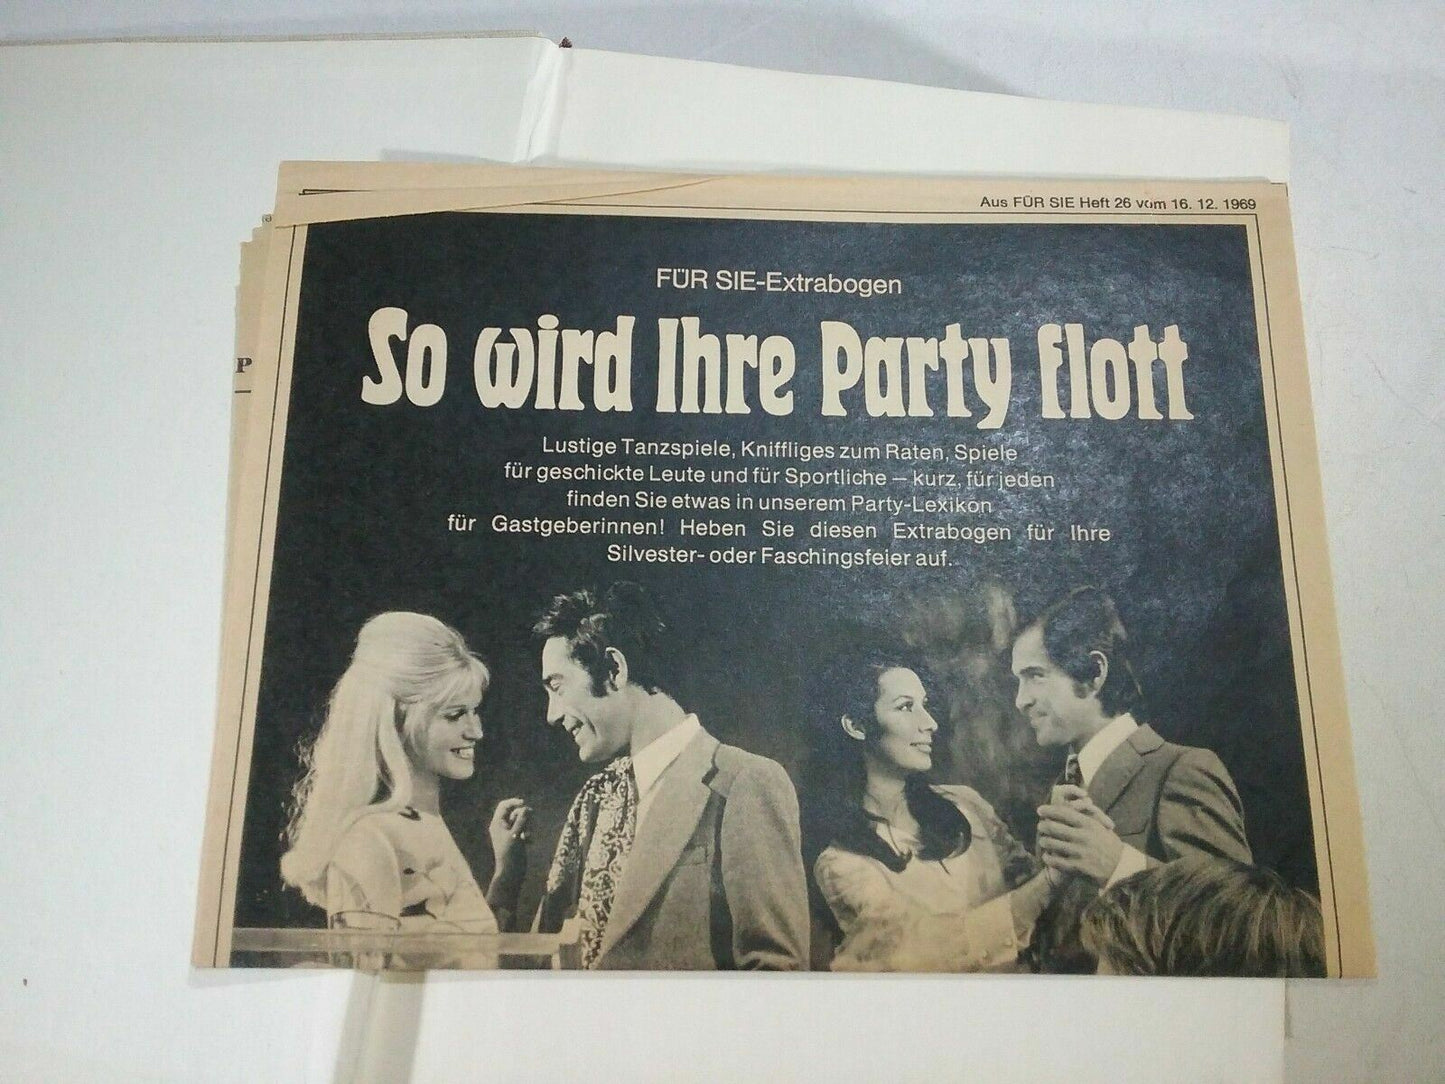 Aus FÜR SIE Heft 26 vom 16. 12. 1969
FÜR SIE-Extrabogen
So wird Ihre Party flott
Lustige Tanzspiele, Kniffliges zum Raten, Spiele
für geschickte Leute und für Sportliche — kurz, für jeden
finden Sie etwas in unserem Party-Lexikon
für Gastgeberinnen! Heben Sie diesen Extrabogen für Ihre
Silvester- oder Faschingsfeier auf.
P